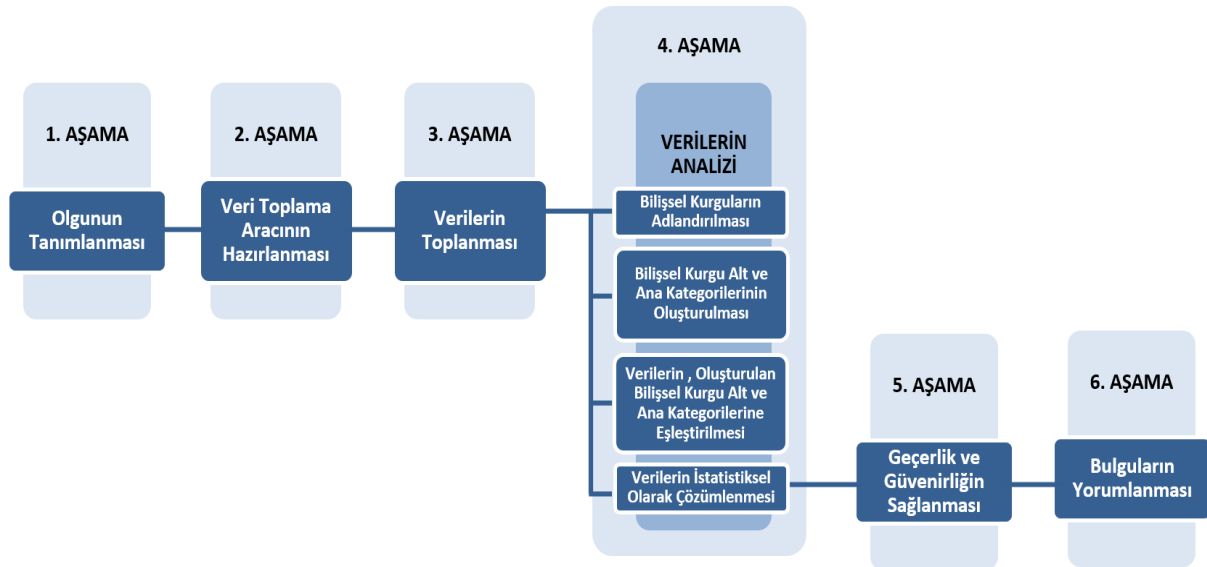 1. AŞAMA
Olgunun
Tanımlanması
2. AŞAMA
Veri Toplama
Aracının
Hazırlanması
3. AŞAMA
Verilerin
Toplanması
4. AŞAMA
VERİLERİN
ANALİZİ
Bilişsel Kurguların
Adlandırılması
Bilişsel Kurgu Alt ve
Ana Kategorilerinin
Oluşturulması
Verilerin , Oluşturulan
Bilişsel Kurgu Alt ve
Ana Kategorilerine
Eşleştirilmesi
Verilerin İstatistiksel
Olarak Çözümlenmesi
5. AŞAMA
Geçerlik ve
Güvenirliğin
Sağlanması
6. AŞAMA
Bulguların
Yorumlanması